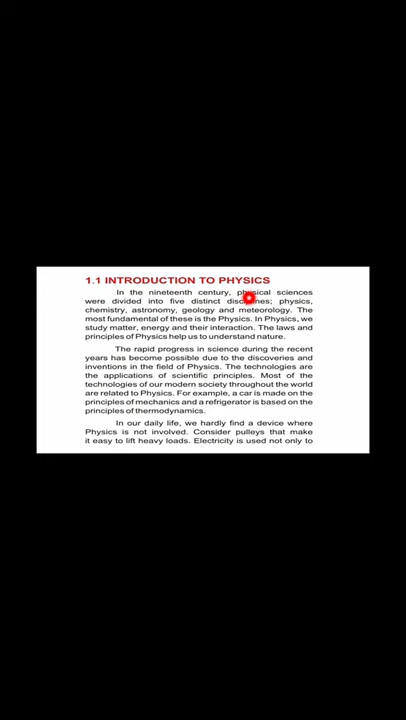 1.1 INTRODUCTION TO PHYSICS
In the nineteenth century, physical sciences
were divided into five distinct disciplines; physics,
chemistry, astronomy, geology and meteorology. The
most fundamental of these is the Physics. In Physics, we
study matter, energy and their interaction. The laws and
principles of Physics help us to understand nature.
The rapid progress in science during the recent
years has become possible due to the discoveries and
inventions in the field of Physics. The technologies are
the applications of scientific principles. Most of the
technologies of our modern society throughout the world
are related to Physics. For example, a car is made on the
principles of mechanics and a refrigerator is based on the
principles of thermodynamics.
In our daily life, we hardly find a device where
Physics is not involved. Consider pulleys that make
it easy to lift heavy loads. Electricity is used not only to